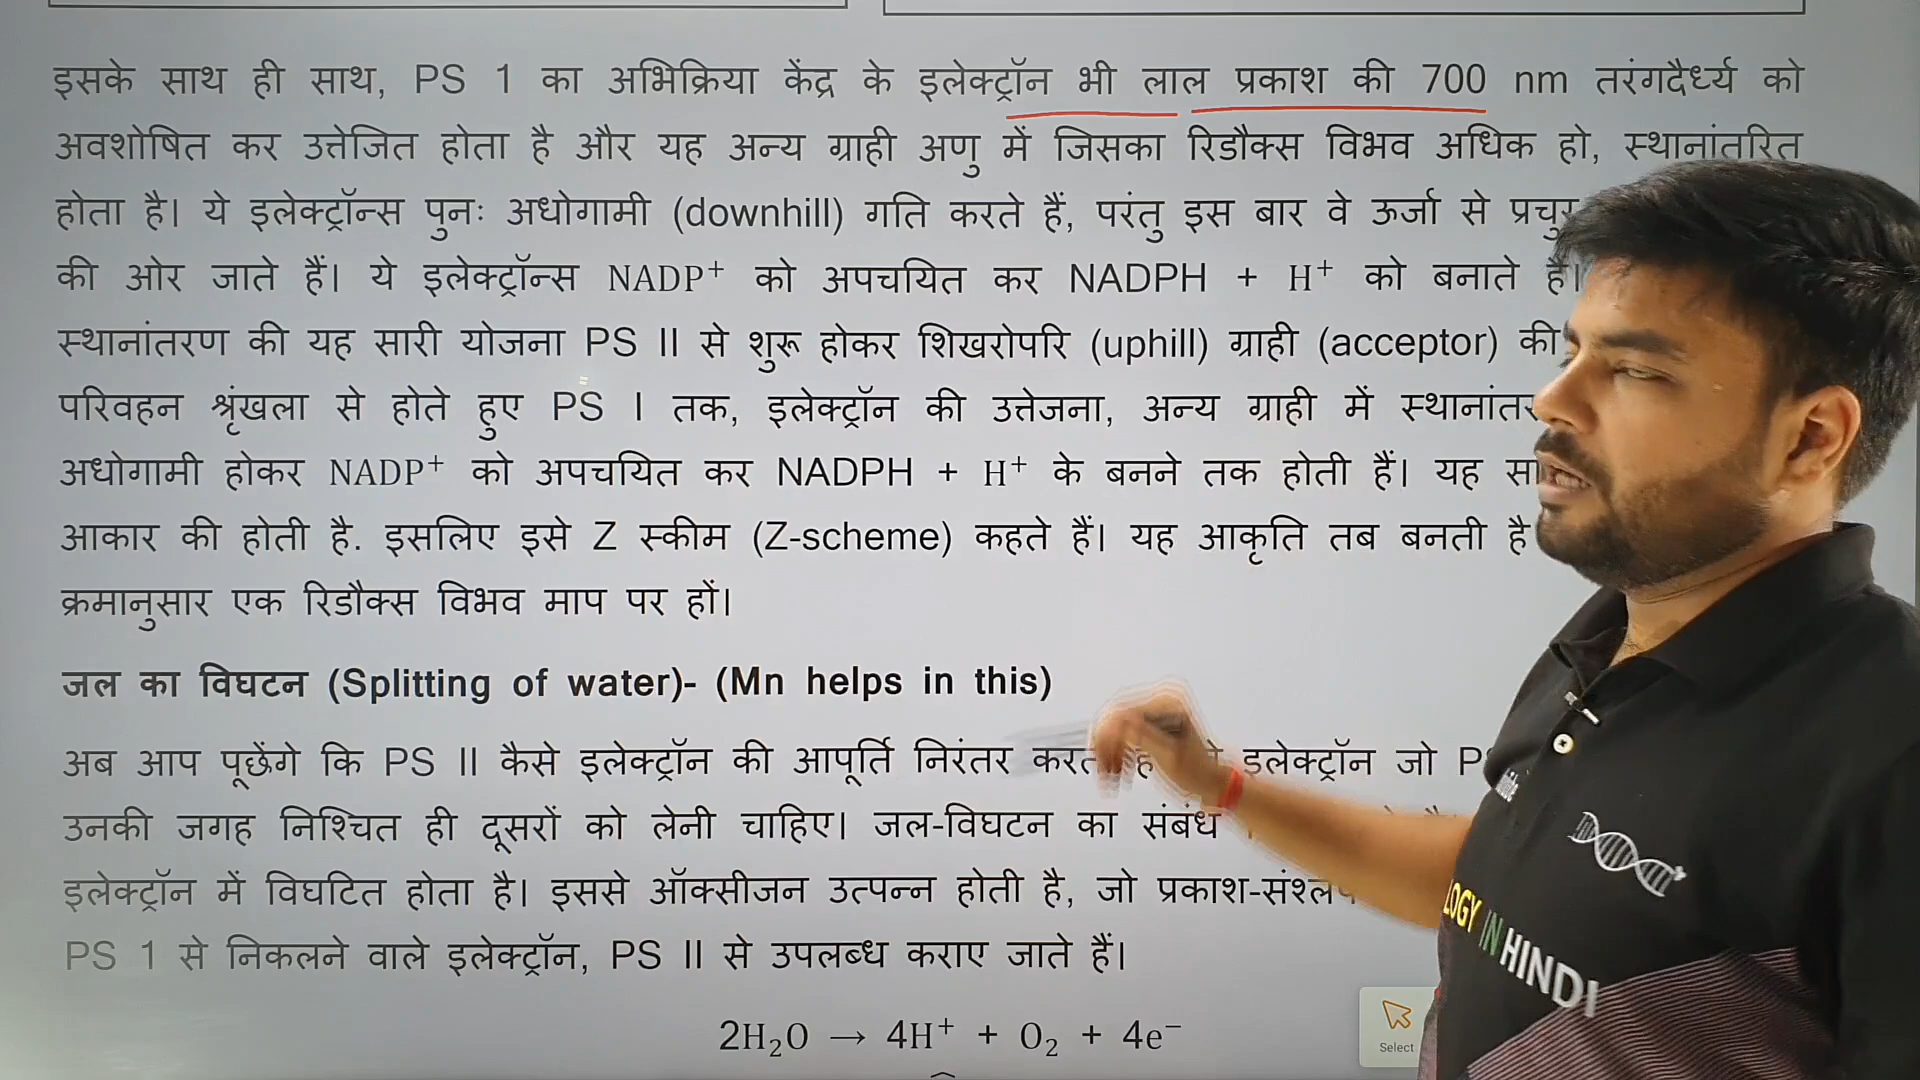 इसके साथ ही साथ, PS 1 का अभिक्रिया केंद्र के इलेक्ट्रॉन भी लाल प्रकाश की 700 nm तरंगदैर्ध्य को
अवशोषित कर उत्तेजित होता है और यह अन्य ग्राही अणु में जिसका रिडौक्स विभव अधिक हो, स्थानांतरित
होता है। ये इलेक्ट्रॉन्स पुनः अधोगामी (downhill) गति करते हैं, परंतु इस बार वे ऊर्जा से प्रचुर
की ओर जाते हैं। ये इलेक्ट्रॉन्स NADP⁺ को अपचयित कर NADPH + H⁺ को बनाते हैं।
स्थानांतरण की यह सारी योजना PS II से शुरू होकर शिखरोपरि (uphill) ग्राही (acceptor) की
परिवहन श्रृंखला से होते हुए PS I तक, इलेक्ट्रॉन की उत्तेजना, अन्य ग्राही में
अधोगामी होकर NADP⁺ को अपचयित कर NADPH + H⁺ के बनने तक होती हैं। यह
आकार की होती है. इसलिए इसे Z स्कीम (Z-scheme) कहते हैं। यह आकृति तब बनती है
क्रमानुसार एक रिडौक्स विभव माप पर हों।
जल का विघटन (Splitting of water)- (Mn helps in this)
अब आप पूछेंगे कि PS II कैसे इलेक्ट्रॉन की आपूर्ति निरंतर इलेक्ट्रॉन जो
उनकी जगह निश्चित ही दूसरों को लेनी चाहिए। जल-विघटन का संबंध
इलेक्ट्रॉन में विघटित होता है। इससे ऑक्सीजन उत्पन्न होती है, जो
PS 1 से निकलने वाले इलेक्ट्रॉन, PS II से उपलब्ध कराए जाते हैं।
2H₂O → 4H⁺ + O₂ + 4e⁻
Select
LOGY IN HINDI